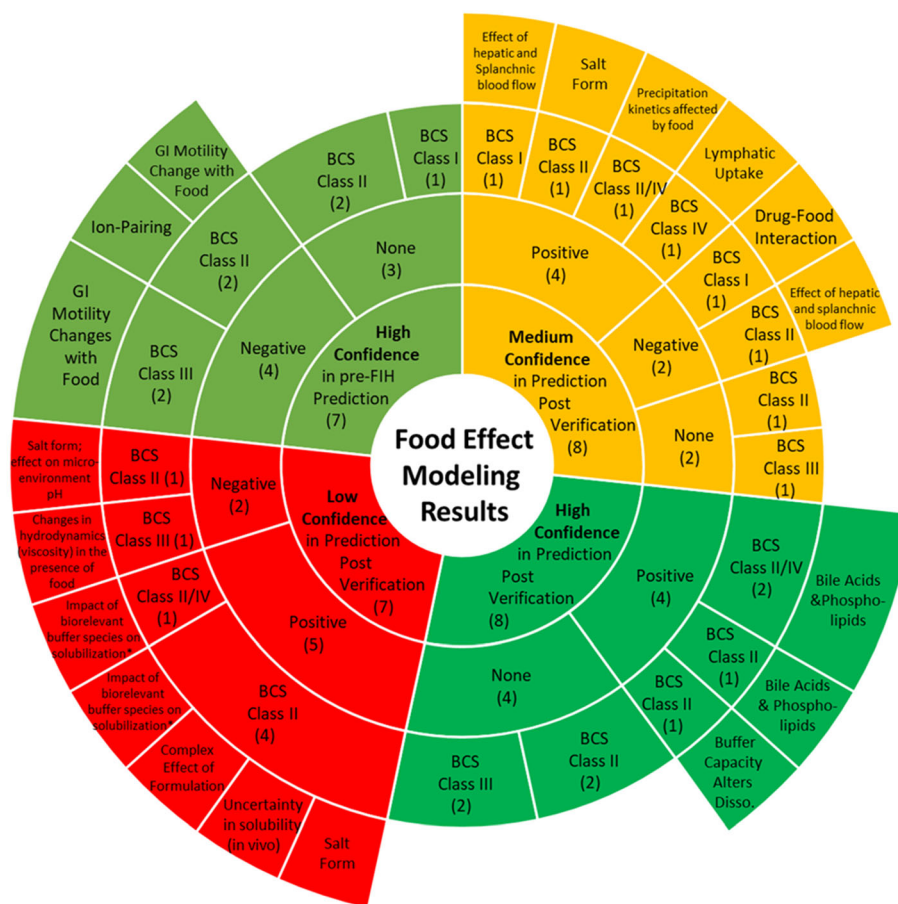 Food Effect
Modeling
Results
High
Confidence
in pre-FIH
Prediction
(7)
None
(3)
BCS
Class II
(2)
BCS
Class I
(1)
Negative
(4)
BCS
Class II
(2)
GI Motility
Change with
Food
Ion-Pairing
BCS
Class III
(2)
GI
Motility
Changes
with
Food
Medium
Confidence
in Prediction
Post
Verification
(8)
Positive
(4)
BCS
Class I
(1)
Effect of
hepatic and
Splanchnic
blood flow
BCS
Class II
(1)
Salt
Form
BCS
Class II/IV
(1)
Precipitation
kinetics affected
by food
BCS
Class IV
(1)
Lymphatic
Uptake
Negative
(2)
BCS
Class I
(1)
Drug-Food
Interaction
BCS
Class II
(1)
Effect of hepatic
and splanchnic
blood flow
None
(2)
BCS
Class II
(1)
BCS
Class III
(1)
High
Confidence
in Prediction
Post
Verification
(8)
Positive
(4)
BCS
Class II/IV
(2)
Bile Acids
&Phospho-
lipids
BCS
Class II
(1)
Bile Acids
& Phospho-
lipids
BCS
Class II
(1)
Buffer
Capacity
Alters
Disso.
None
(4)
BCS
Class II
(2)
BCS
Class III
(2)
Low
Confidence
in Prediction
Post
Verification
(7)
Negative
(2)
BCS
Class II (1)
Salt form;
effect on micro-
environment
pH
BCS
Class III (1)
Changes in
hydrodynamics
(viscosity) in the
presence of
food
Positive
(5)
BCS
Class II/IV
(1)
Impact of
biorelevant
buffer species on
solubilization*
BCS
Class II
(4)
Impact of
biorelevant
buffer species on
solubilization*
Complex
Effect of
Formulation
Uncertainty
in solubility
(in vivo)
Salt
Form